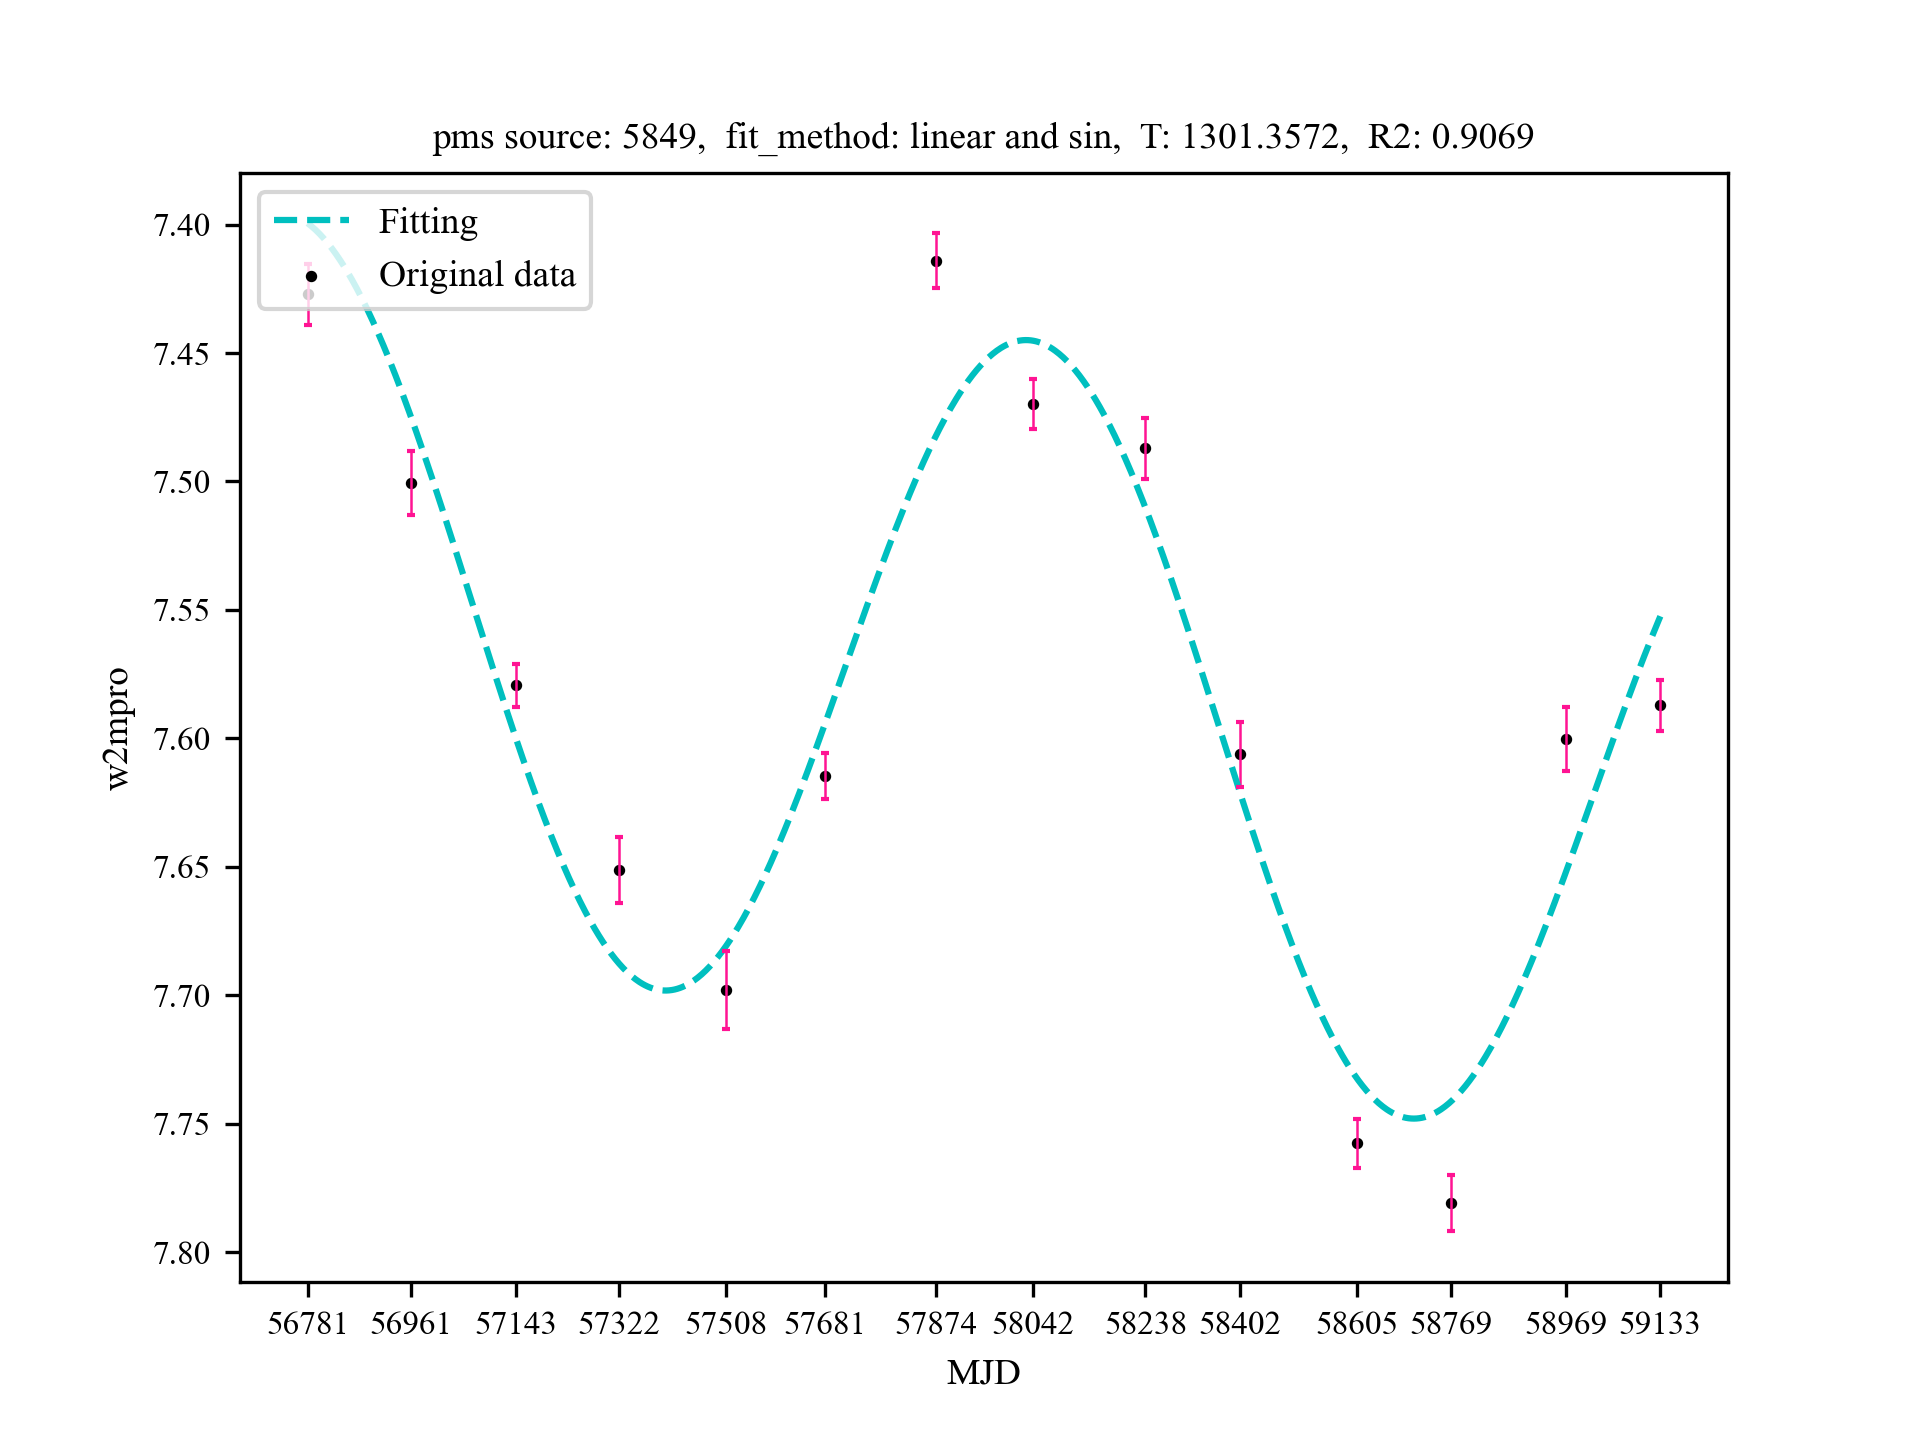 pms source: 5849,  fit_method: linear and sin,  T: 1301.3572,  R2: 0.9069
Fitting
Original data
7.40
7.45
7.50
7.55
7.60
7.65
7.70
7.75
7.80
w2mpro
56781 56961 57143 57322 57508 57681 57874 58042 58238 58402 58605 58769 58969 59133
MJD